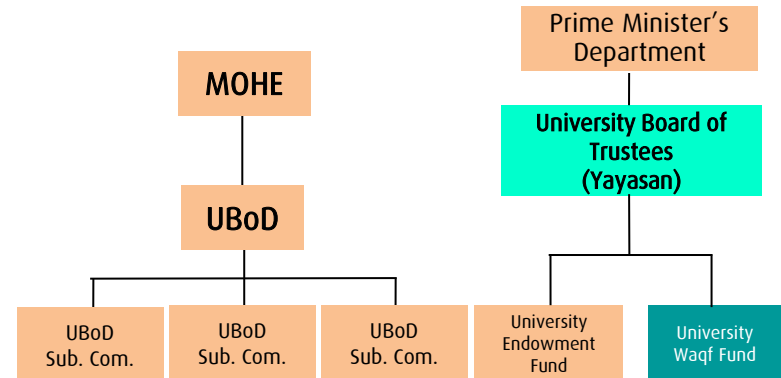 MOHE
UBoD
UBoD
Sub. Com.
UBoD
Sub. Com.
UBoD
Sub. Com.
Prime Minister's
Department
University Board of
Trustees
(Yayasan)
University
Endowment
Fund
University
Waqf Fund